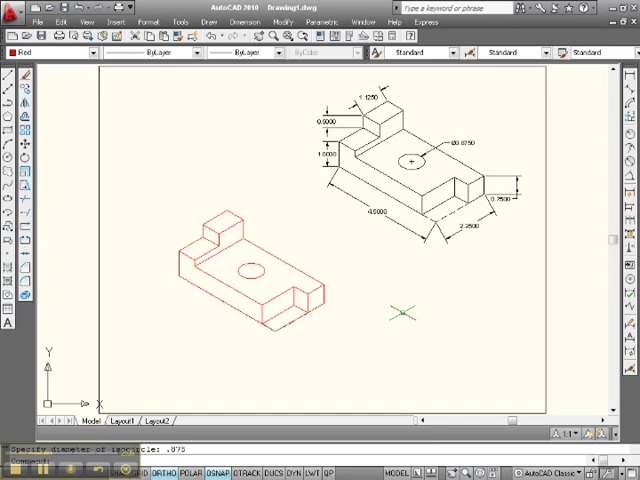 AutoCAD 2010 Drawing1.dwg
Type a keyword or phrase
File Edit View Insert Format Tools Draw Dimension Modify Parametric Window Help Express
Red ByLayer ByLayer ByColor Standard Standard Standard
1.1250
0.5000
1.0000
Ø0.8750
4.5000
2.2500
0.7500
Y
X
Model Layout1 Layout2
1:1
Specify diameter of isocircle: .875
Command:
GRID ORTHO POLAR OSNAP OTRACK DUCS DYN LWT QP MODEL AutoCAD Classic